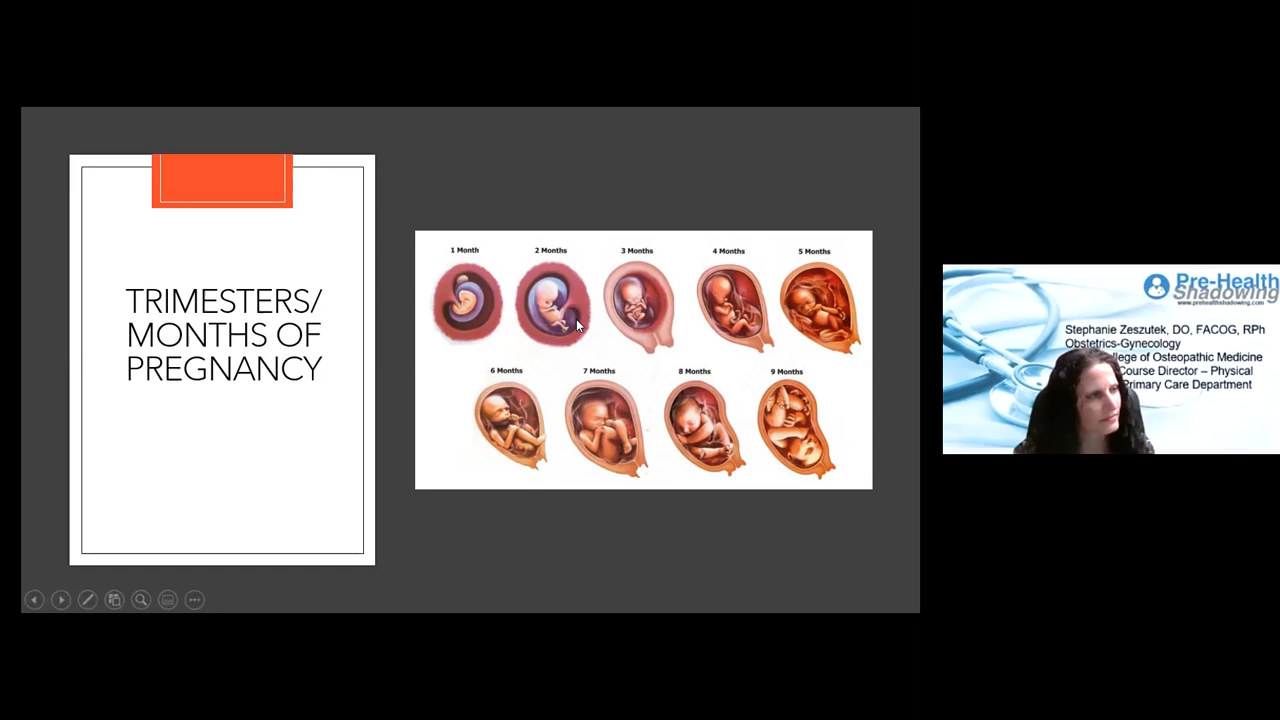 TRIMESTERS/
MONTHS OF
PREGNANCY
1 Month
2 Months
3 Months
4 Months
5 Months
6 Months
7 Months
8 Months
9 Months
Pre-Health
Shadowing
www.prehealthshadowing.com
Stephanie Zeszutek, DO, FACOG, RPh
Obstetrics-Gynecology
of Osteopathic Medicine
Course Director – Physical
Primary Care Department